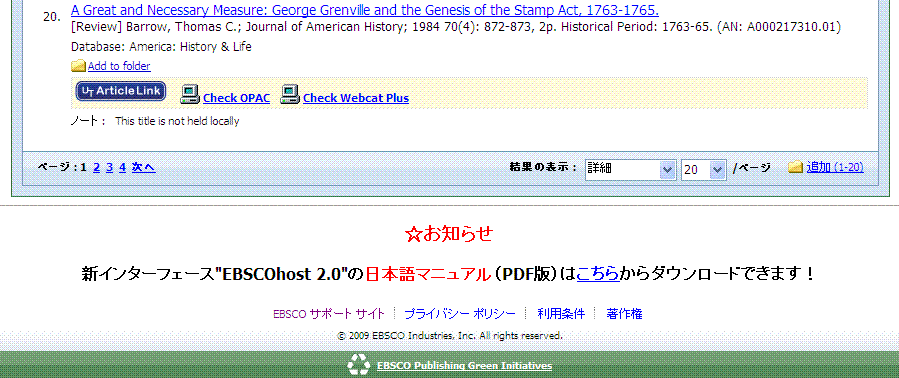 20. A Great and Necessary Measure: George Grenville and the Genesis of the Stamp Act, 1763-1765.
[Review] Barrow, Thomas C.; Journal of American History; 1984 70(4): 872-873, 2p. Historical Period: 1763-65. (AN: A000217310.01)
Database: America: History & Life
Add to folder
UT Article Link Check OPAC Check Webcat Plus
ノート： This title is not held locally
ページ：1 2 3 4 次へ 結果の表示： 詳細 20 /ページ 追加 (1-20)
☆お知らせ
新インターフェース"EBSCOhost 2.0"の日本語マニュアル（PDF版）はこちらからダウンロードできます！
EBSCO サポート サイト プライバシー ポリシー 利用条件 著作権
© 2009 EBSCO Industries, Inc. All rights reserved.
EBSCO Publishing Green Initiatives